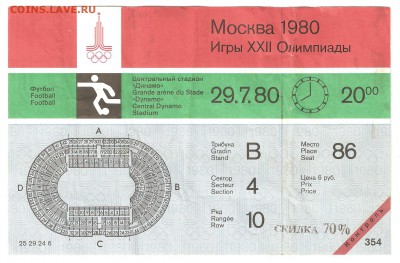 COINSS.LAVE.RU
Москва 1980
Игры XXII Олимпиады
Футбол
Football
Football
Центральный стадион
«Динамо»
Grande arène du Stade
«Dynamo»
Central Dynamo
Stadium
29.7.80
20⁰⁰
A
B
C
D
Трибуна
Gradin
Stand
B
Место
Place
Seat
86
Сектор
Secteur
Section
4
Цена 6 руб.
Prix
Price
Ряд
Rangée
Row
10
СКИДКА 70%
Контроль
25 29 24 6
354